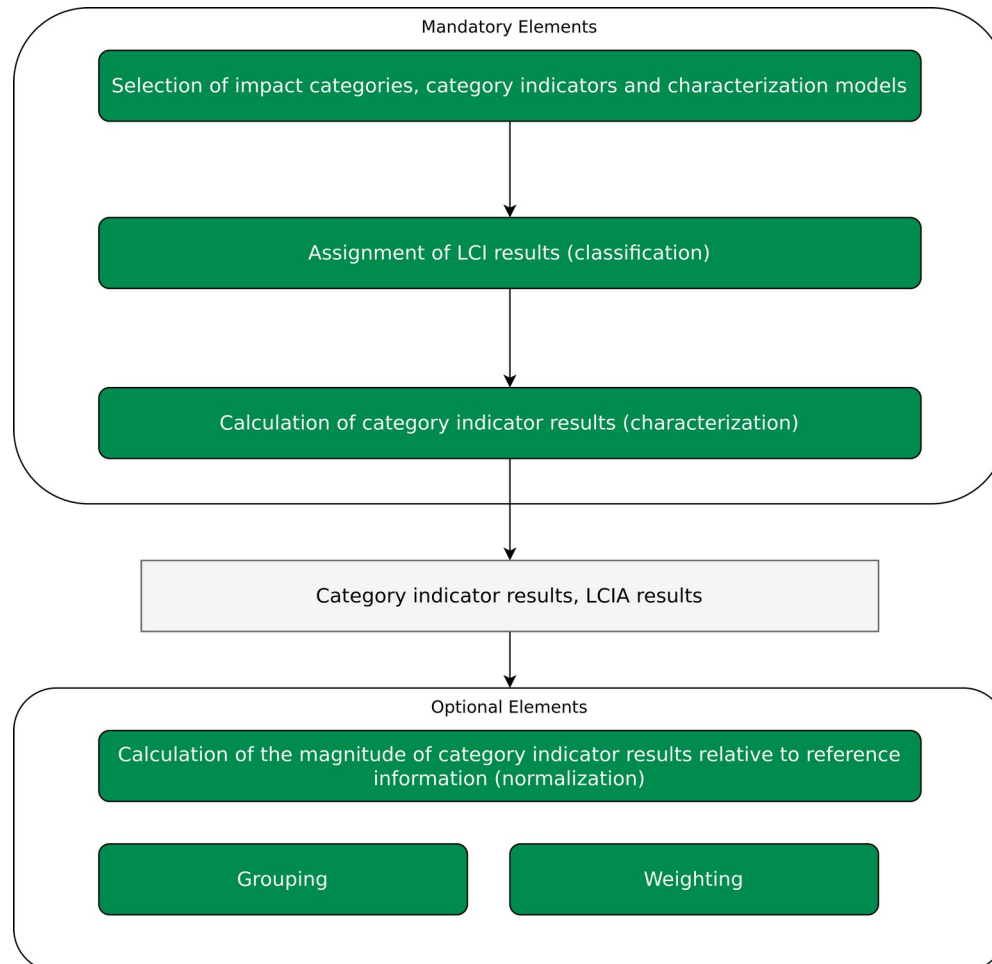 Mandatory Elements
Selection of impact categories, category indicators and characterization models
Assignment of LCI results (classification)
Calculation of category indicator results (characterization)
Category indicator results, LCIA results
Optional Elements
Calculation of the magnitude of category indicator results relative to reference
information (normalization)
Grouping
Weighting